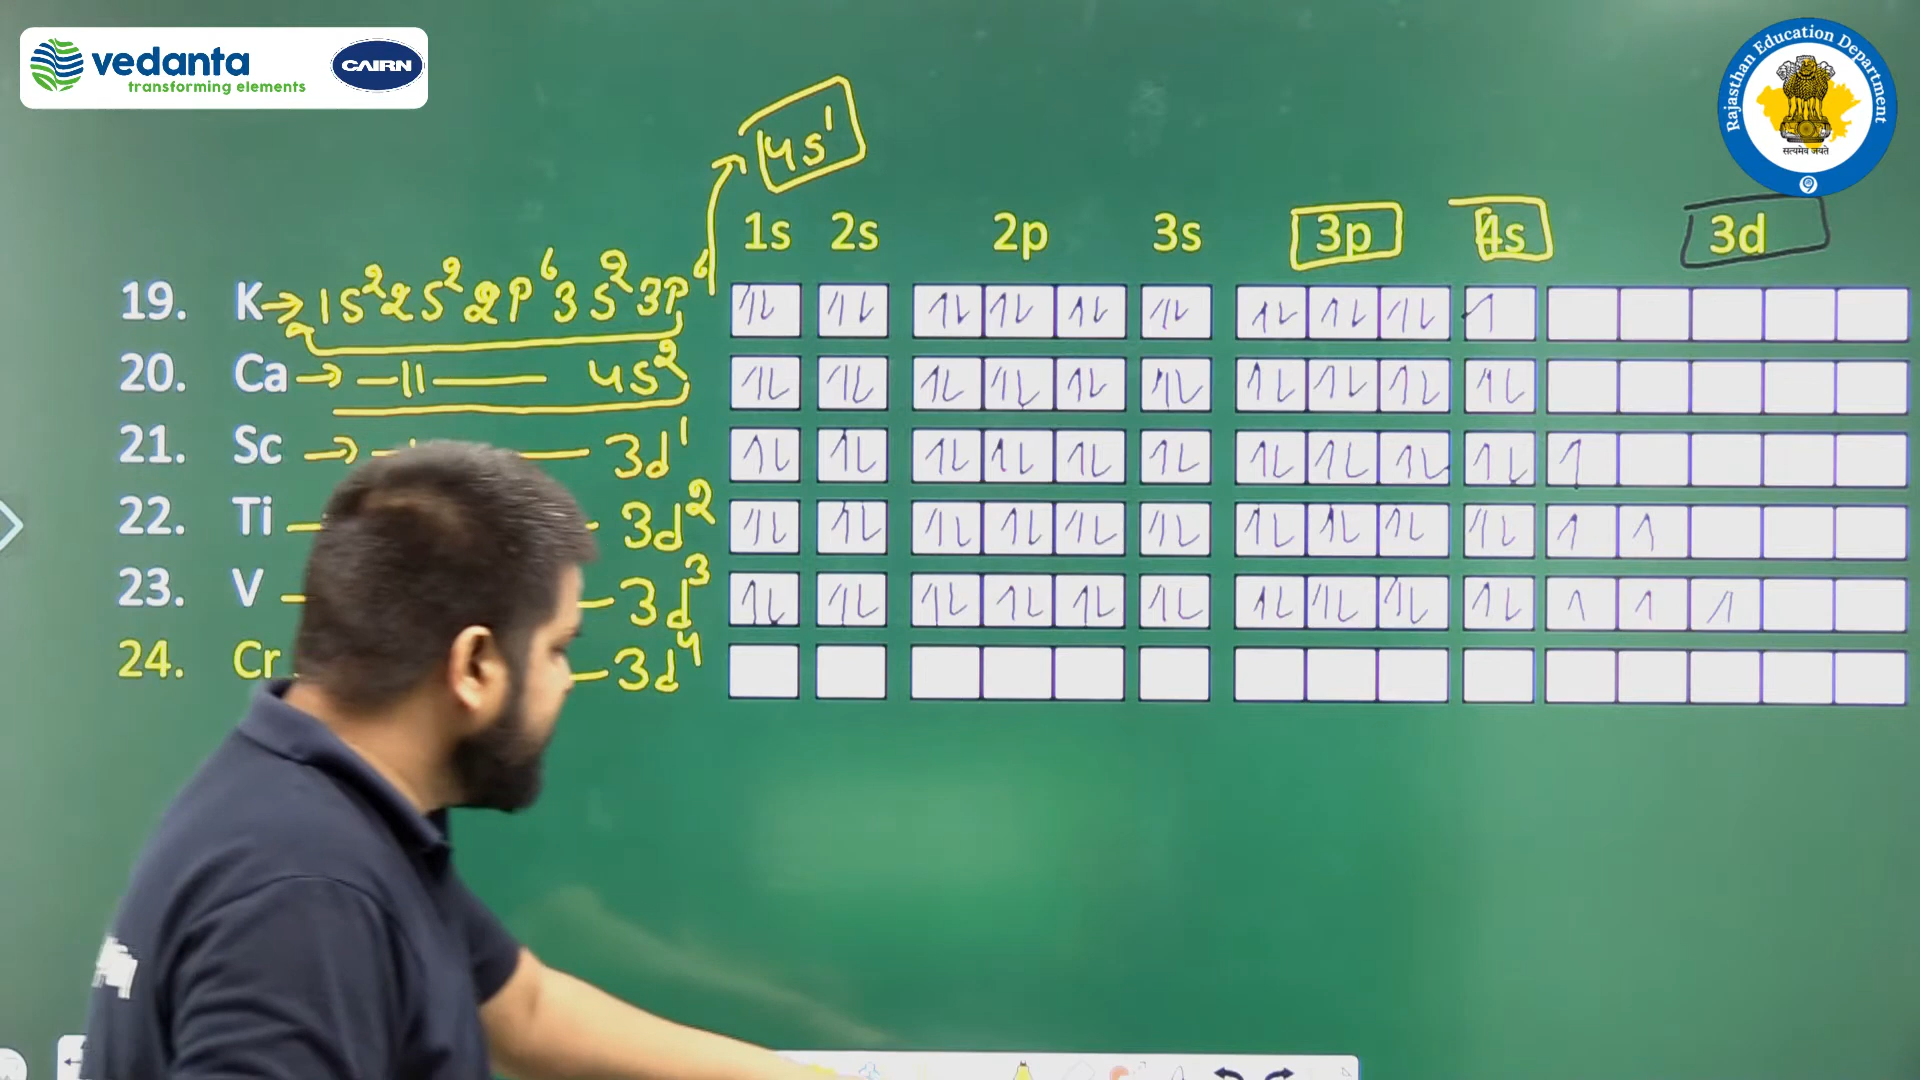 vedanta
transforming elements
CAIRN
Rajasthan Education Department
सत्यमेव जयते
4s¹
1s 2s 2p 3s 3p 4s 3d
19. K → 1s² 2s² 2p⁶ 3s² 3p⁶
20. Ca → —11— 4s²
21. Sc → 3d¹
22. Ti 3d²
23. V 3d³
24. Cr 3d⁴